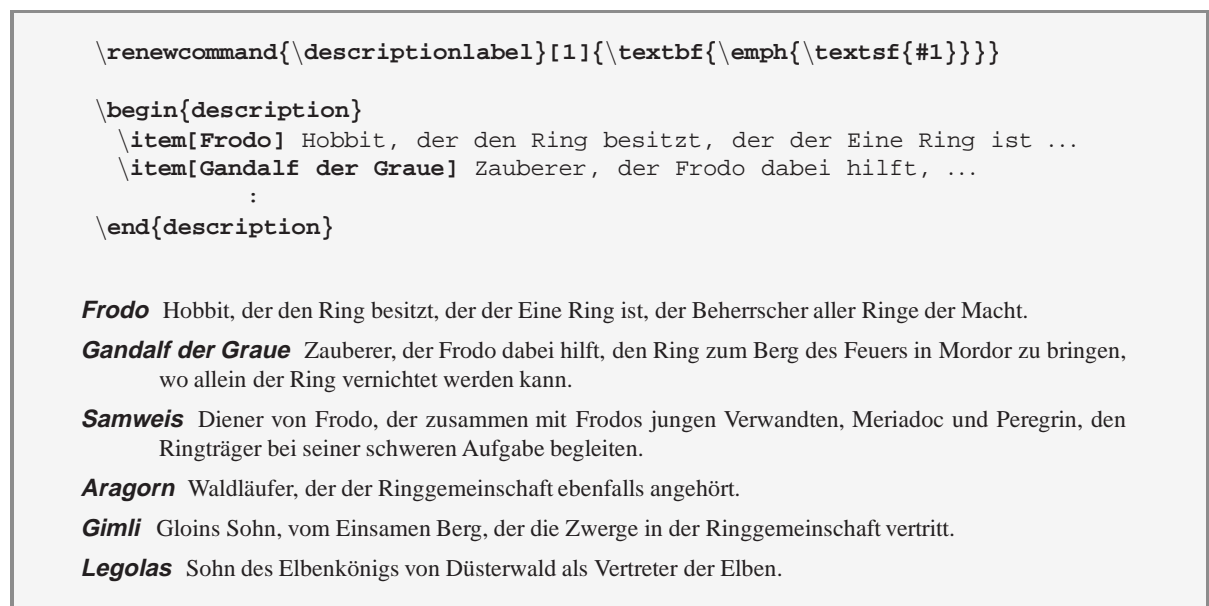 \renewcommand{\descriptionlabel}[1]{\textbf{\emph{\textsf{#1}}}}
\begin{description}
\item[Frodo] Hobbit, der den Ring besitzt, der der Eine Ring ist ...
\item[Gandalf der Graue] Zauberer, der Frodo dabei hilft, ...
:
\end{description}
Frodo Hobbit, der den Ring besitzt, der der Eine Ring ist, der Beherrscher aller Ringe der Macht.
Gandalf der Graue Zauberer, der Frodo dabei hilft, den Ring zum Berg des Feuers in Mordor zu bringen,
wo allein der Ring vernichtet werden kann.
Samweis Diener von Frodo, der zusammen mit Frodos jungen Verwandten, Meriadoc und Peregrin, den
Ringträger bei seiner schweren Aufgabe begleiten.
Aragorn Waldläufer, der der Ringgemeinschaft ebenfalls angehört.
Gimli Gloins Sohn, vom Einsamen Berg, der die Zwerge in der Ringgemeinschaft vertritt.
Legolas Sohn des Elbenkönigs von Düsterwald als Vertreter der Elben.